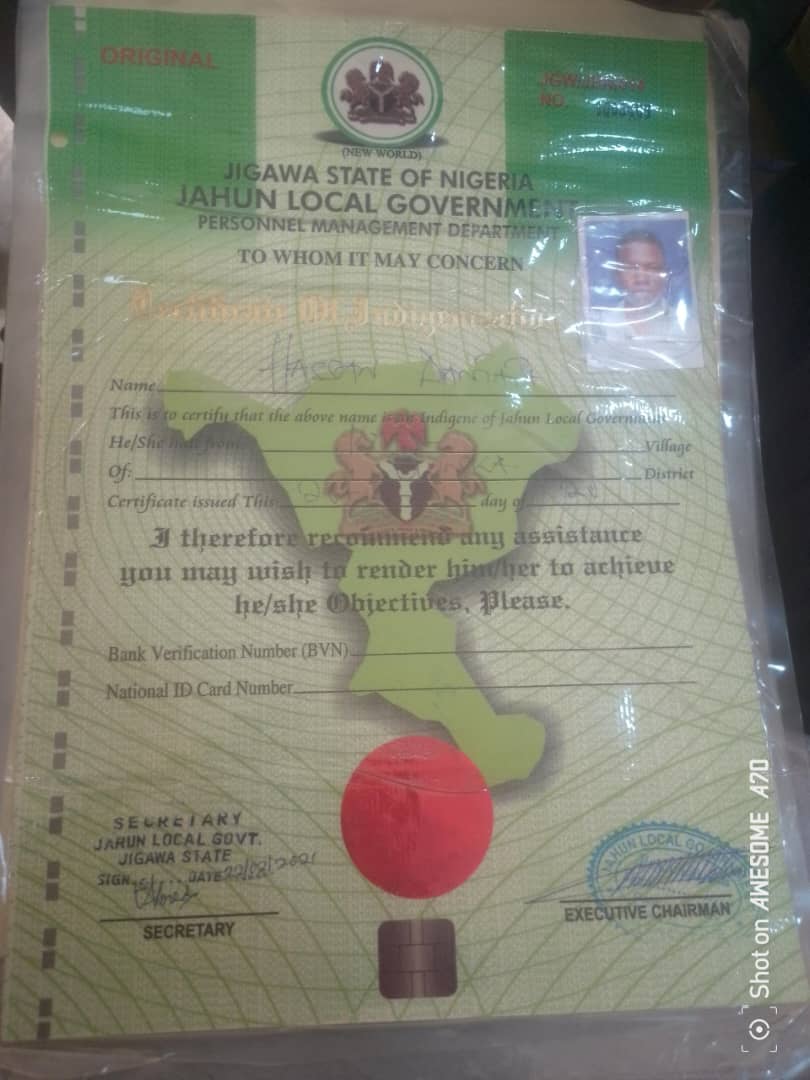 ORIGINAL
NO.
(NEW WORLD)
JIGAWA STATE OF NIGERIA
JAHUN LOCAL GOVERNMENT
PERSONNEL MANAGEMENT DEPARTMENT
TO WHOM IT MAY CONCERN
Certificate Of
Name HASSAN
This is to certify that the above name is an Indigene of Jahun Local Government
He/She hail from Village
Of: District
Certificate issued This day of
I therefore recommend any assistance
you may wish to render him/her to achieve
he/she Objectives, Please.
Bank Verification Number (BVN)
National ID Card Number
SECRETARY
JAHUN LOCAL GOVT.
JIGAWA STATE
SIGN DATE 22/02/2021
SECRETARY
JAHUN LOCAL
EXECUTIVE CHAIRMAN
Shot on AWESOME A70